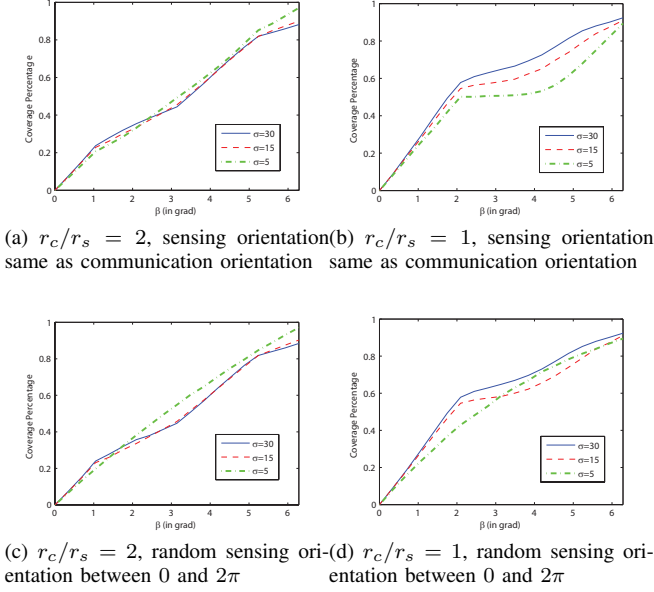 1
0.8
0.6
0.4
0.2
0
Coverage Percentage
0 1 2 3 4 5 6
β (in grad)
σ=30
σ=15
σ=5
1
0.8
0.6
0.4
0.2
0
Coverage Percentage
0 1 2 3 4 5 6
β (in grad)
σ=30
σ=15
σ=5
(a) r_c/r_s = 2, sensing orientation
same as communication orientation
(b) r_c/r_s = 1, sensing orientation
same as communication orientation
1
0.8
0.6
0.4
0.2
0
Coverage Percentage
0 1 2 3 4 5 6
β (in grad)
σ=30
σ=15
σ=5
1
0.8
0.6
0.4
0.2
0
Coverage Percentage
0 1 2 3 4 5 6
β (in grad)
σ=30
σ=15
σ=5
(c) r_c/r_s = 2, random sensing ori-
entation between 0 and 2π
(d) r_c/r_s = 1, random sensing ori-
entation between 0 and 2π